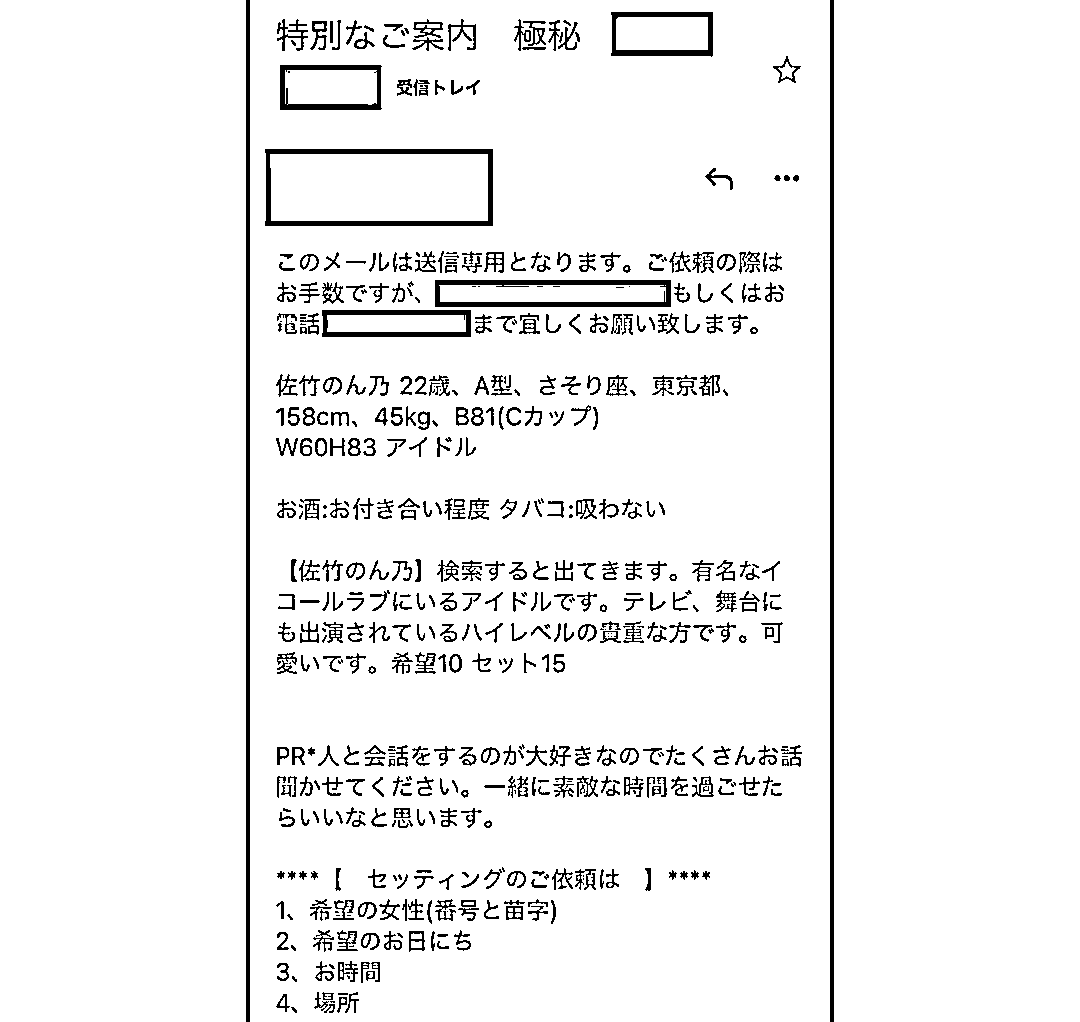 特別なご案内　極秘
受信トレイ
このメールは送信専用となります。ご依頼の際は
お手数ですが、もしくはお
電話まで宜しくお願い致します。
佐竹のん乃 22歳、A型、さそり座、東京都、
158cm、45kg、B81(Cカップ)
W60H83 アイドル
お酒:お付き合い程度 タバコ:吸わない
【佐竹のん乃】検索すると出てきます。有名なイ
コールラブにいるアイドルです。テレビ、舞台に
も出演されているハイレベルの貴重な方です。可
愛いです。希望10 セット15
PR*人と会話をするのが大好きなのでたくさんお話
聞かせてください。一緒に素敵な時間を過ごせた
らいいなと思います。
****【　セッティングのご依頼は　】****
1、希望の女性(番号と苗字)
2、希望のお日にち
3、お時間
4、場所